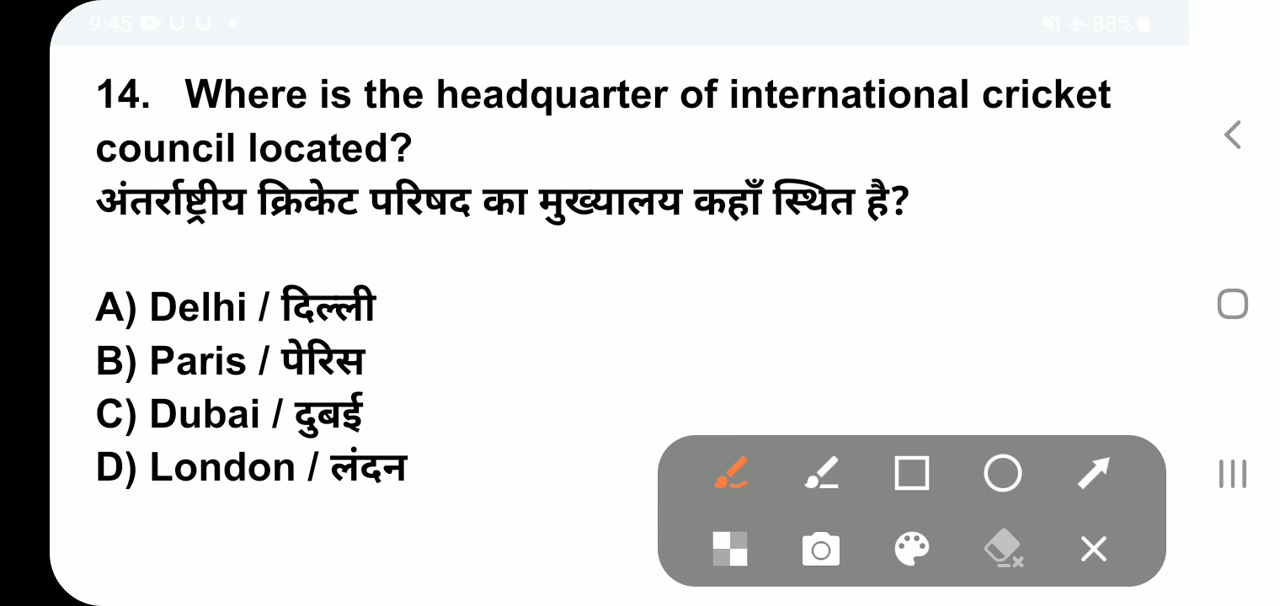 9:45 U U
88%
14. Where is the headquarter of international cricket
council located?
अंतर्राष्ट्रीय क्रिकेट परिषद का मुख्यालय कहाँ स्थित है?
A) Delhi / दिल्ली
B) Paris / पेरिस
C) Dubai / दुबई
D) London / लंदन